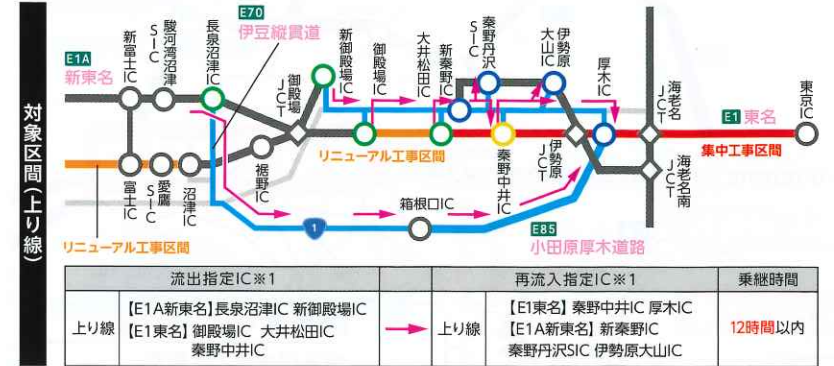 対象区間(上り線)
E1A
新東名
新富士IC
駿河湾沼津SIC
長泉沼津IC
E70
伊豆縦貫道
御殿場JCT
新御殿場IC
御殿場IC
大井松田IC
新秦野IC
秦野丹沢SIC
伊勢原大山IC
厚木IC
海老名JCT
E1 東名
東京IC
リニューアル工事区間
集中工事区間
富士IC
愛鷹SIC
沼津IC
裾野IC
秦野中井IC
伊勢原JCT
海老名南JCT
箱根口IC
リニューアル工事区間
1
E85
小田原厚木道路
流出指定IC※1
再流入指定IC※1
乗継時間
上り線
【E1A新東名】長泉沼津IC 新御殿場IC
【E1東名】御殿場IC 大井松田IC
秦野中井IC
上り線
【E1東名】秦野中井IC 厚木IC
【E1A新東名】新秦野IC
秦野丹沢SIC 伊勢原大山IC
12時間以内